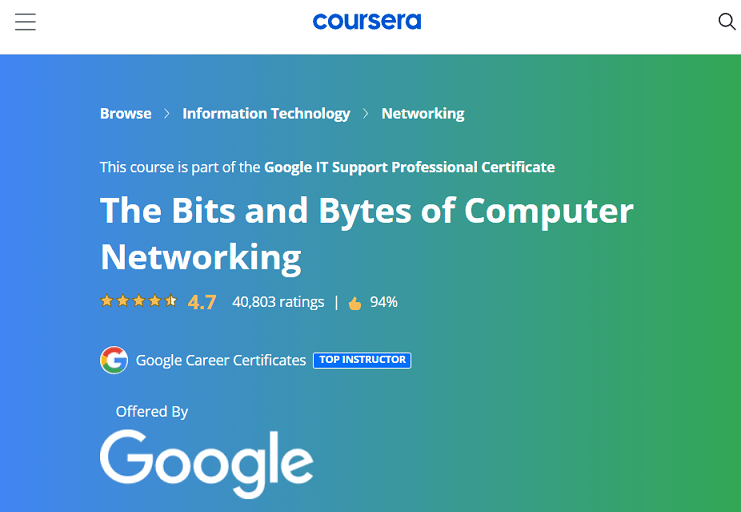 coursera
Browse > Information Technology > Networking
This course is part of the Google IT Support Professional Certificate
The Bits and Bytes of Computer
Networking
4.7 40,803 ratings | 94%
G Google Career Certificates TOP INSTRUCTOR
Offered By
Google